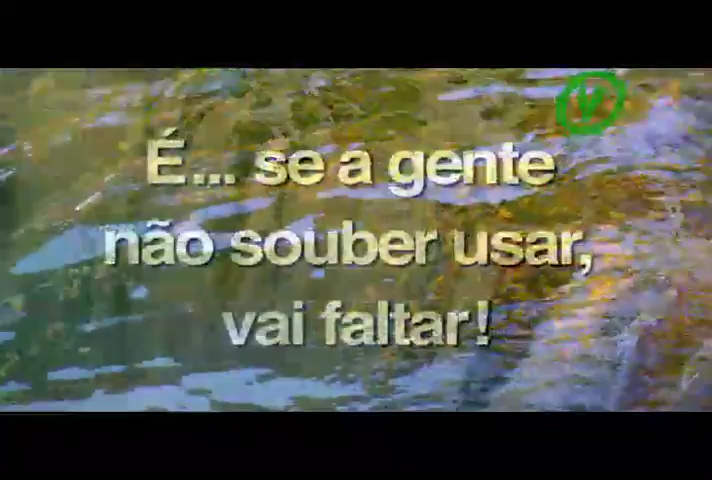 V
É... se a gente
não souber usar,
vai faltar!